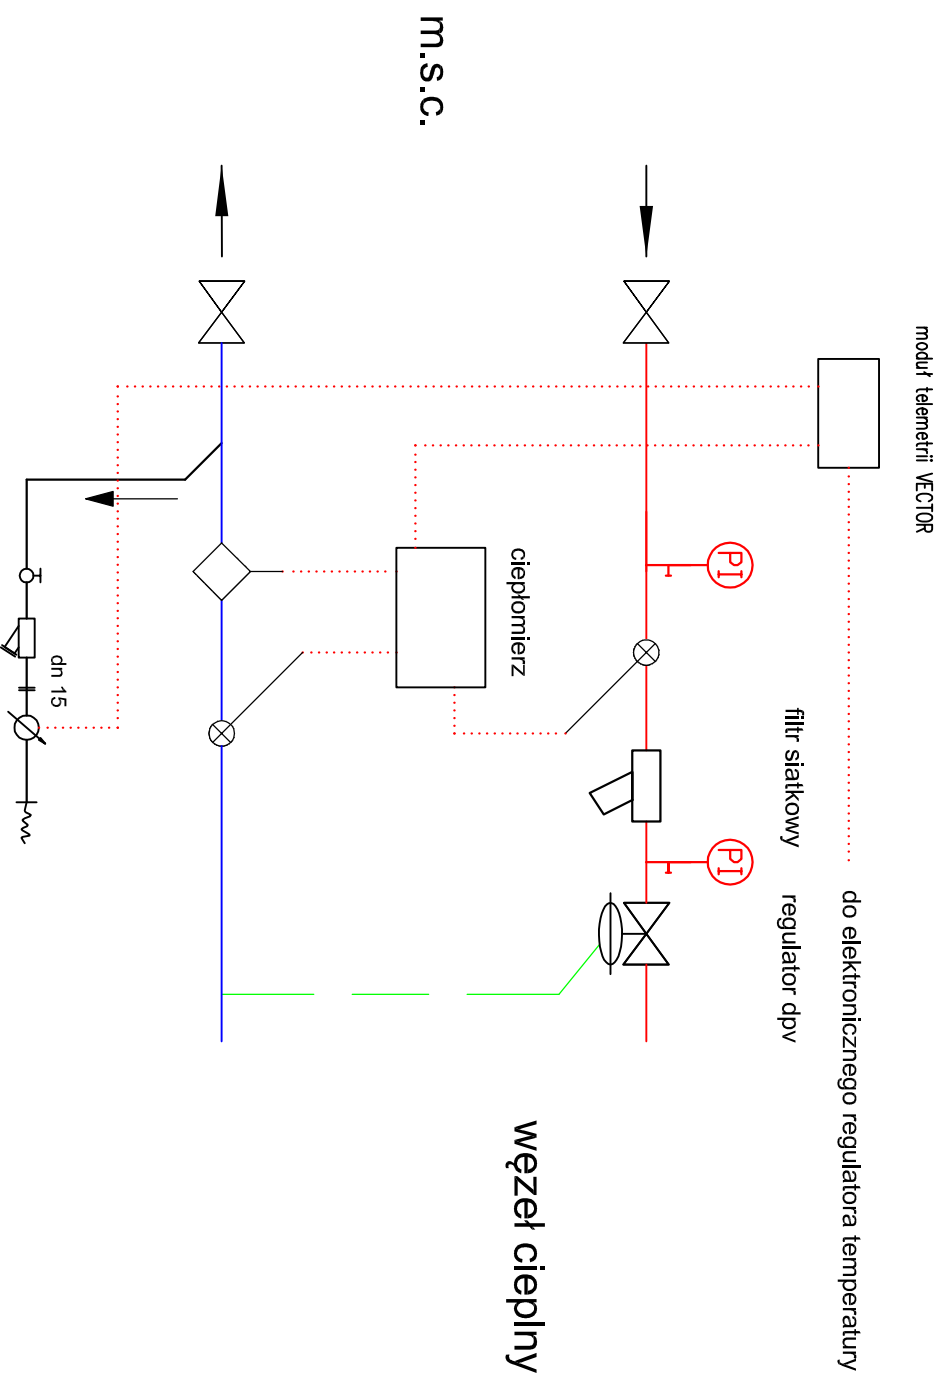 moduł telemetrii VECTOR
do elektronicznego regulatora temperatury
filtr siatkowy
regulator dpv
PI
PI
m.s.c.
ciepłomierz
węzeł cieplny
dn 15